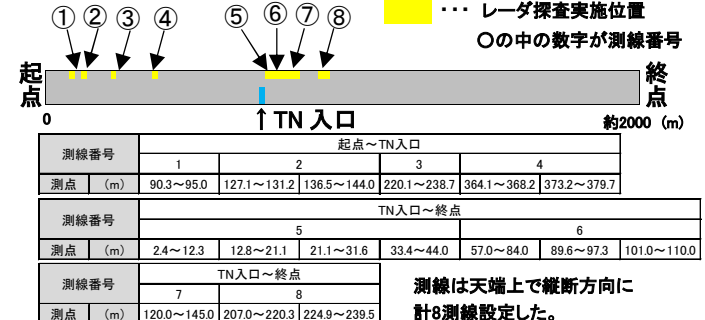 ･･･ レーダ探査実施位置
① ② ③ ④ ⑤ ⑥ ⑦ ⑧
〇の中の数字が測線番号
起点 終点
0 ↑TN 入口 約2000 (m)
測線番号 起点～TN入口
1 2 3 4
測点 (m) 90.3～95.0 127.1～131.2 136.5～144.0 220.1～238.7 364.1～368.2 373.2～379.7
測線番号 TN入口～終点
5 6
測点 (m) 2.4～12.3 12.8～21.1 21.1～31.6 33.4～44.0 57.0～84.0 89.6～97.3 101.0～110.0
測線番号 TN入口～終点
7 8
測点 (m) 120.0～145.0 207.0～220.3 224.9～239.5
測線は天端上で縦断方向に
計8測線設定した。